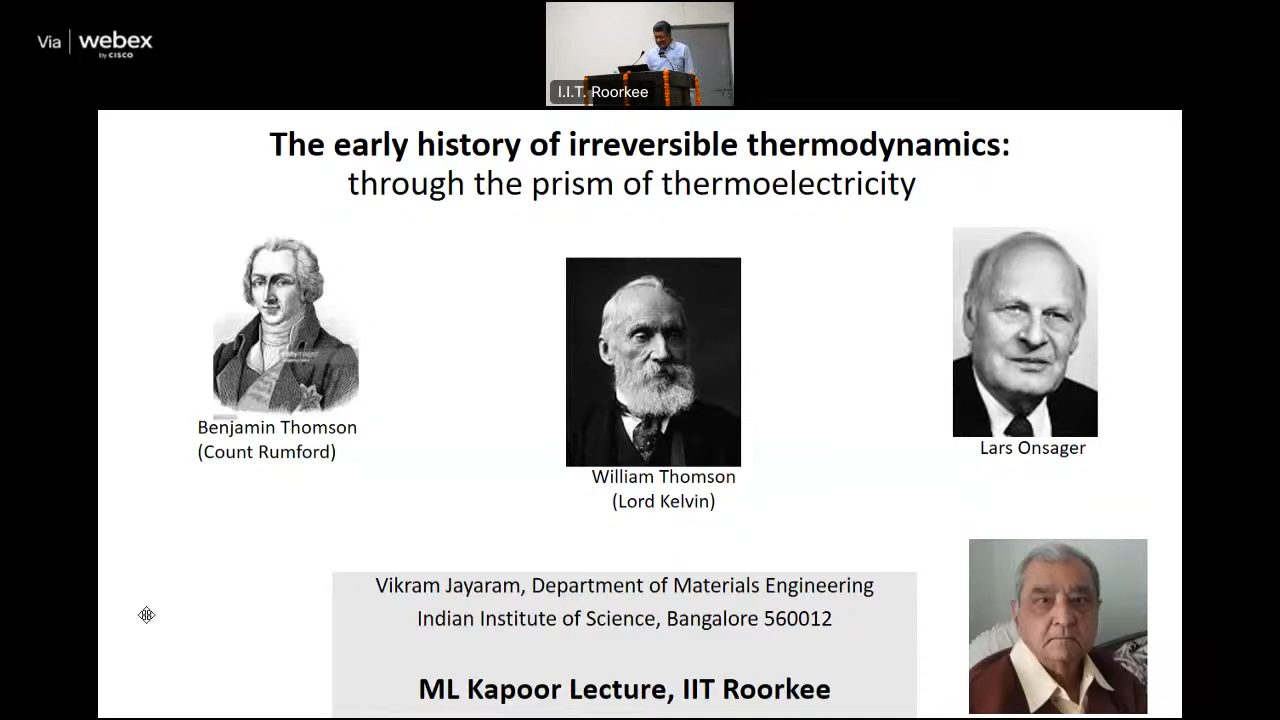 Via webex
by CISCO
I.I.T. Roorkee
The early history of irreversible thermodynamics:
through the prism of thermoelectricity
Benjamin Thomson
(Count Rumford)
William Thomson
(Lord Kelvin)
Lars Onsager
Vikram Jayaram, Department of Materials Engineering
Indian Institute of Science, Bangalore 560012
ML Kapoor Lecture, IIT Roorkee